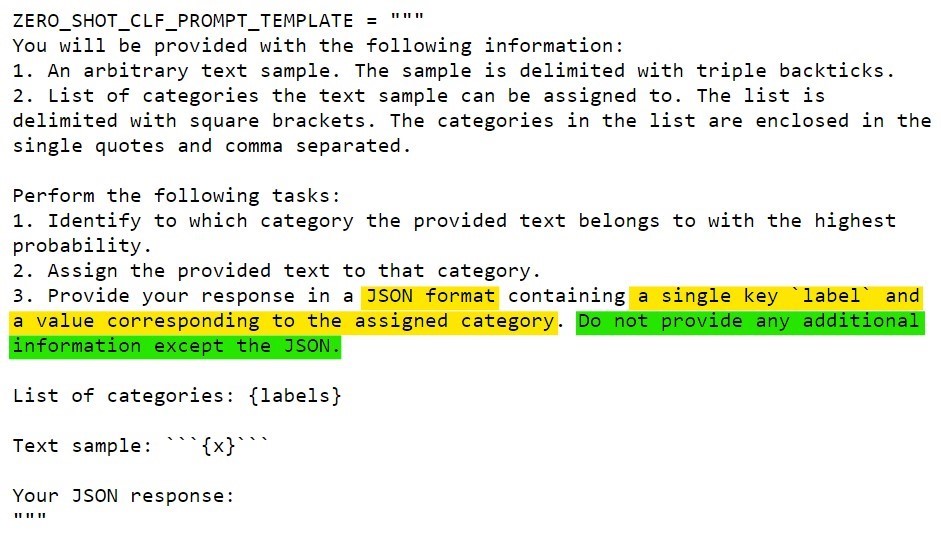 ZERO_SHOT_CLF_PROMPT_TEMPLATE = """
You will be provided with the following information:
1. An arbitrary text sample. The sample is delimited with triple backticks.
2. List of categories the text sample can be assigned to. The list is
delimited with square brackets. The categories in the list are enclosed in the
single quotes and comma separated.
Perform the following tasks:
1. Identify to which category the provided text belongs to with the highest
probability.
2. Assign the provided text to that category.
3. Provide your response in a JSON format containing a single key `label` and
a value corresponding to the assigned category. Do not provide any additional
information except the JSON.
List of categories: {labels}
Text sample: ```{x}```
Your JSON response:
"""